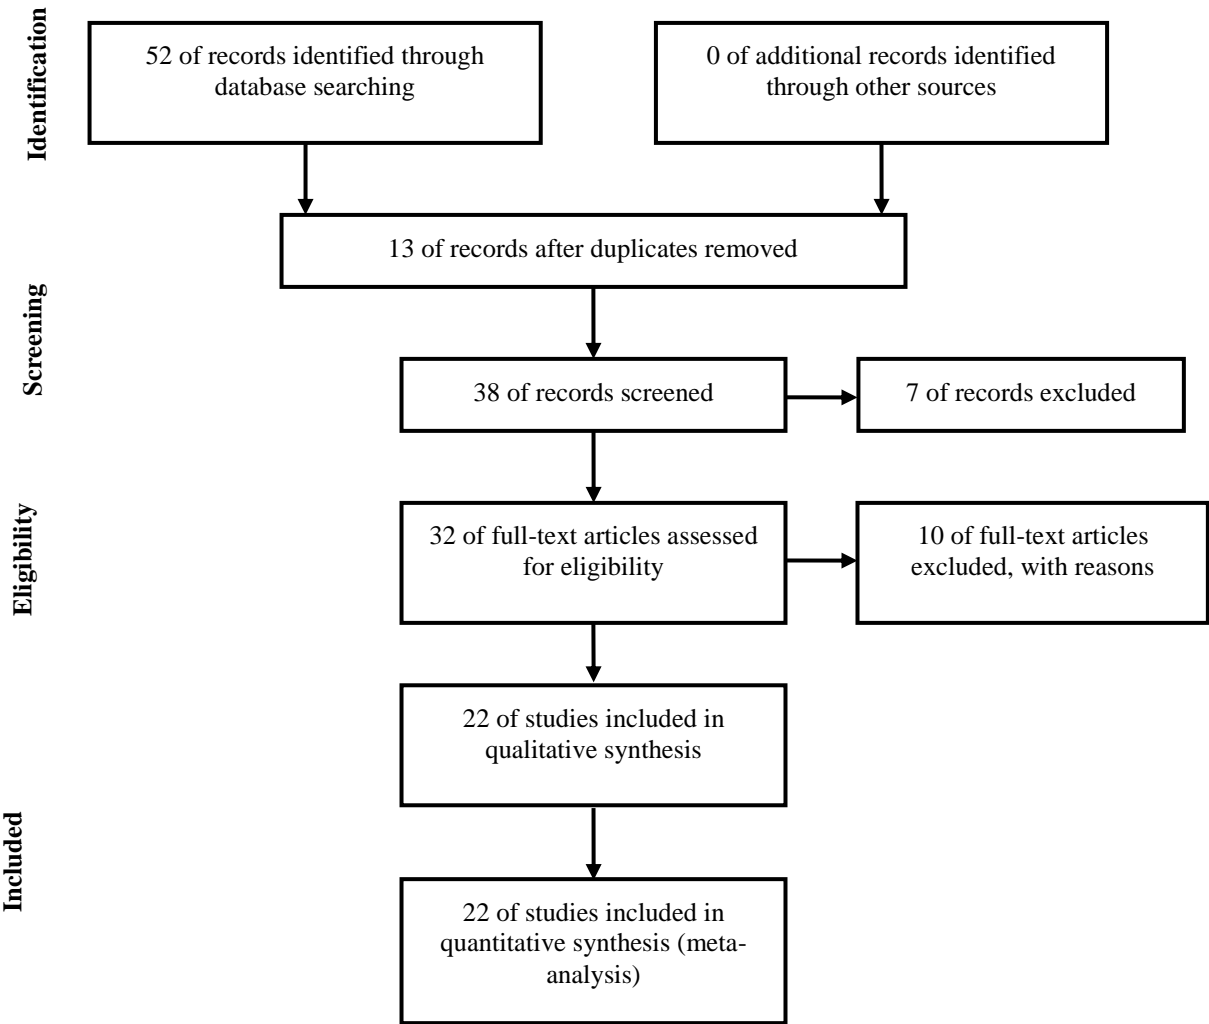 Identification
52 of records identified through
database searching
0 of additional records identified
through other sources
13 of records after duplicates removed
Screening
38 of records screened
7 of records excluded
Eligibility
32 of full-text articles assessed
for eligibility
10 of full-text articles
excluded, with reasons
22 of studies included in
qualitative synthesis
Included
22 of studies included in
quantitative synthesis (meta-
analysis)